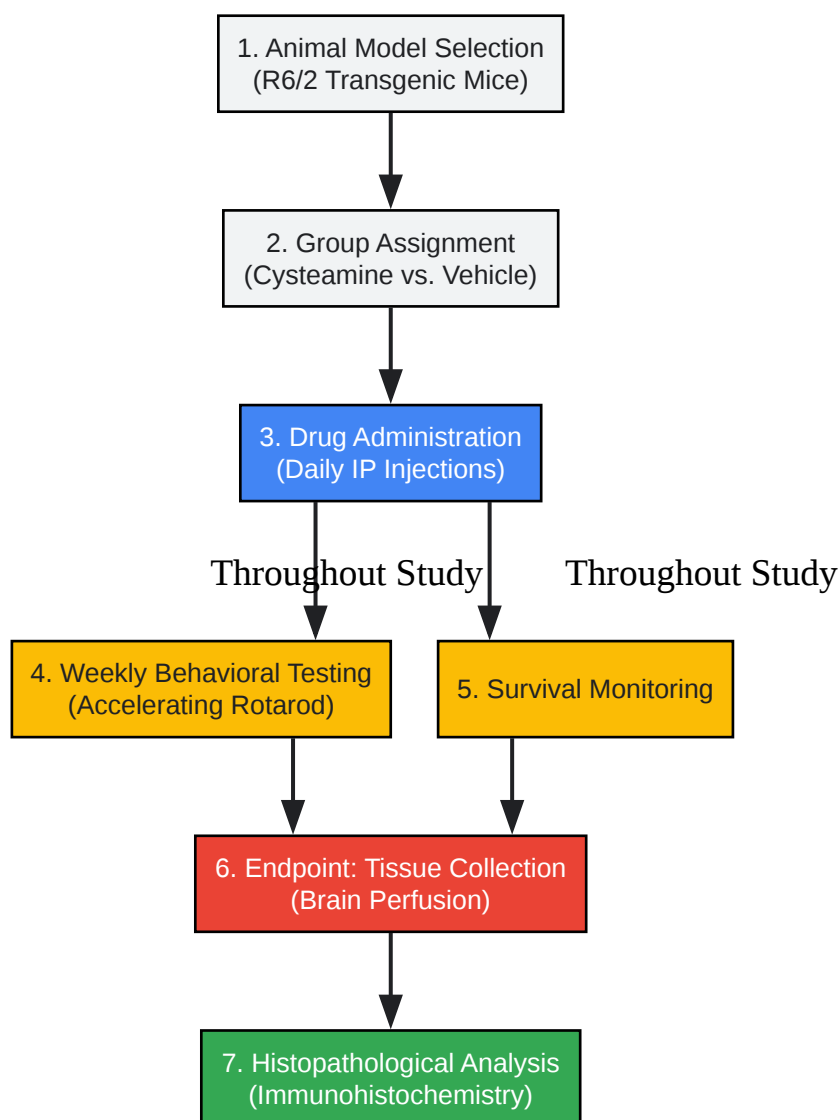 1. Animal Model Selection
(R6/2 Transgenic Mice)
2. Group Assignment
(Cysteamine vs. Vehicle)
3. Drug Administration
(Daily IP Injections)
Throughout Study
Throughout Study
4. Weekly Behavioral Testing
(Accelerating Rotarod)
5. Survival Monitoring
6. Endpoint: Tissue Collection
(Brain Perfusion)
7. Histopathological Analysis
(Immunohistochemistry)